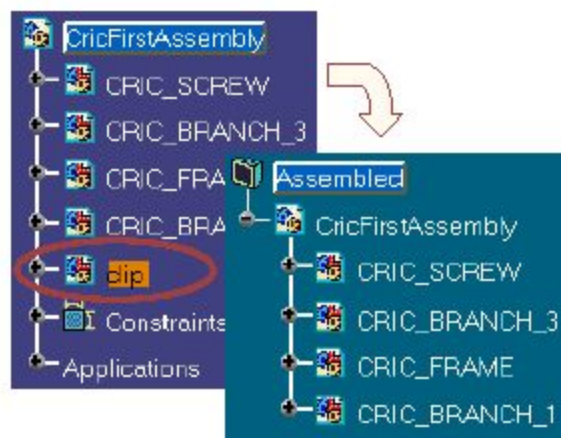 CricFirstAssembly
CRIC_SCREW
CRIC_BRANCH_3
CRIC_FRA
CRIC_BRA
clip
Constraints
Applications
Assembled
CricFirstAssembly
CRIC_SCREW
CRIC_BRANCH_3
CRIC_FRAME
CRIC_BRANCH_1